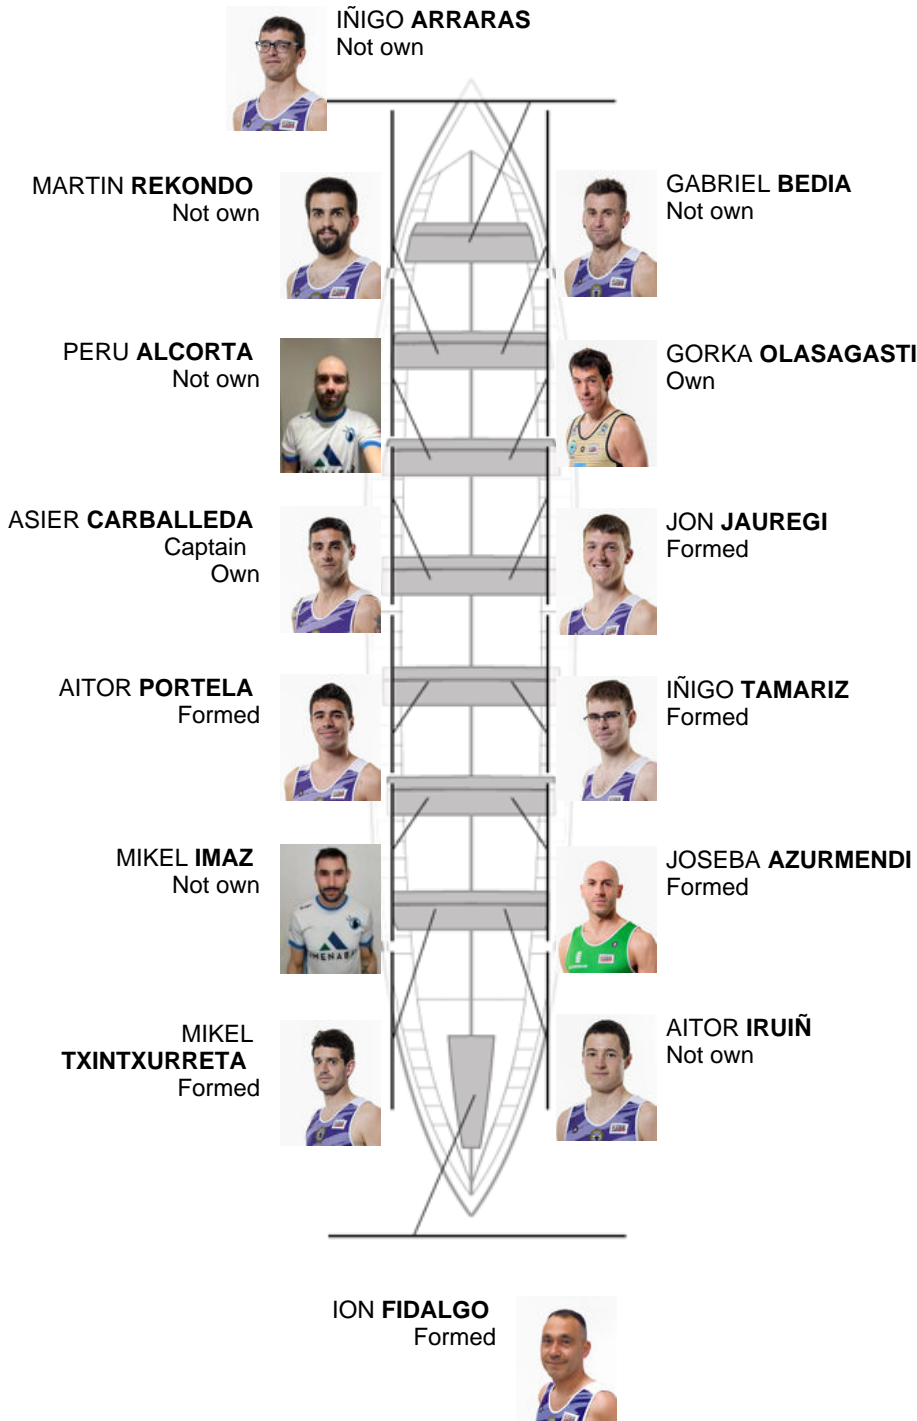 IÑIGO ARRARAS
Not own
MARTIN REKONDO
Not own
GABRIEL BEDIA
Not own
PERU ALCORTA
Not own
GORKA OLASAGASTI
Own
ASIER CARBALLEDA
Captain
Own
JON JAUREGI
Formed
AITOR PORTELA
Formed
IÑIGO TAMARIZ
Formed
MIKEL IMAZ
Not own
JOSEBA AZURMENDI
Formed
MIKEL
TXINTXURRETA
Formed
AITOR IRUIÑ
Not own
ION FIDALGO
Formed